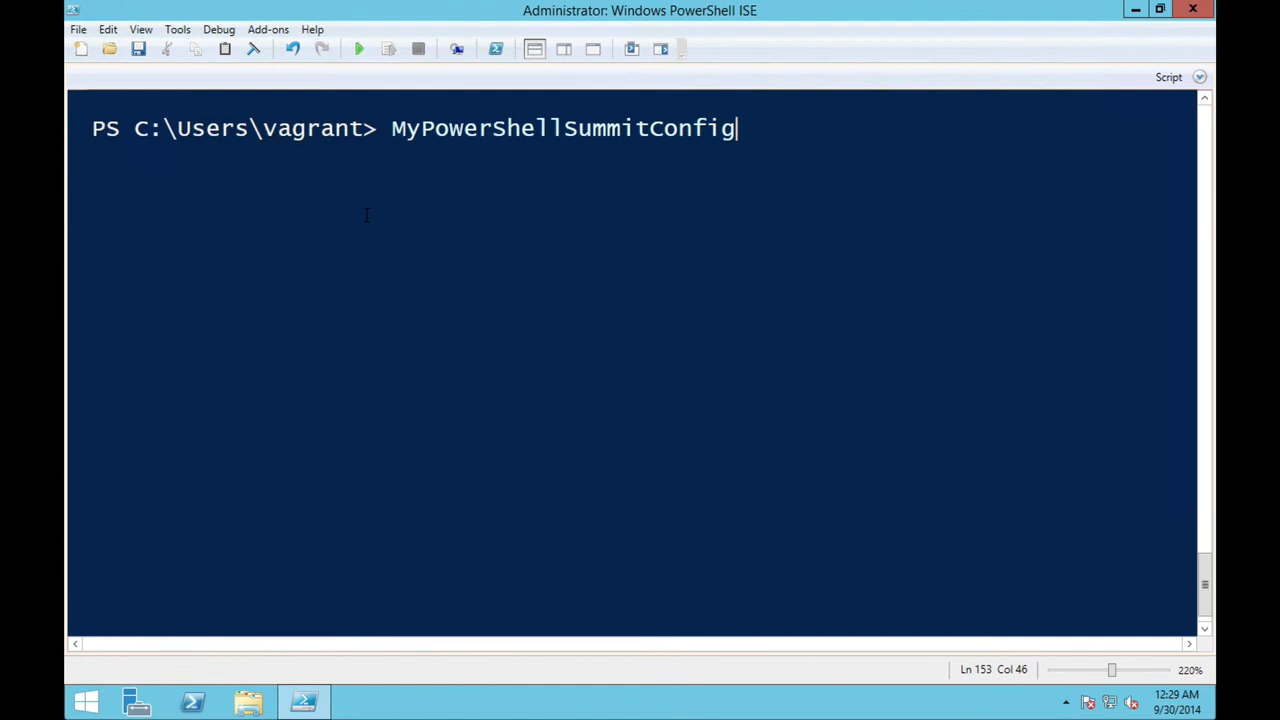 Administrator: Windows PowerShell ISE
File Edit View Tools Debug Add-ons Help
Script
PS C:\Users\vagrant> MyPowerShellSummitConfig
Ln 153 Col 46
220%
12:29 AM
9/30/2014